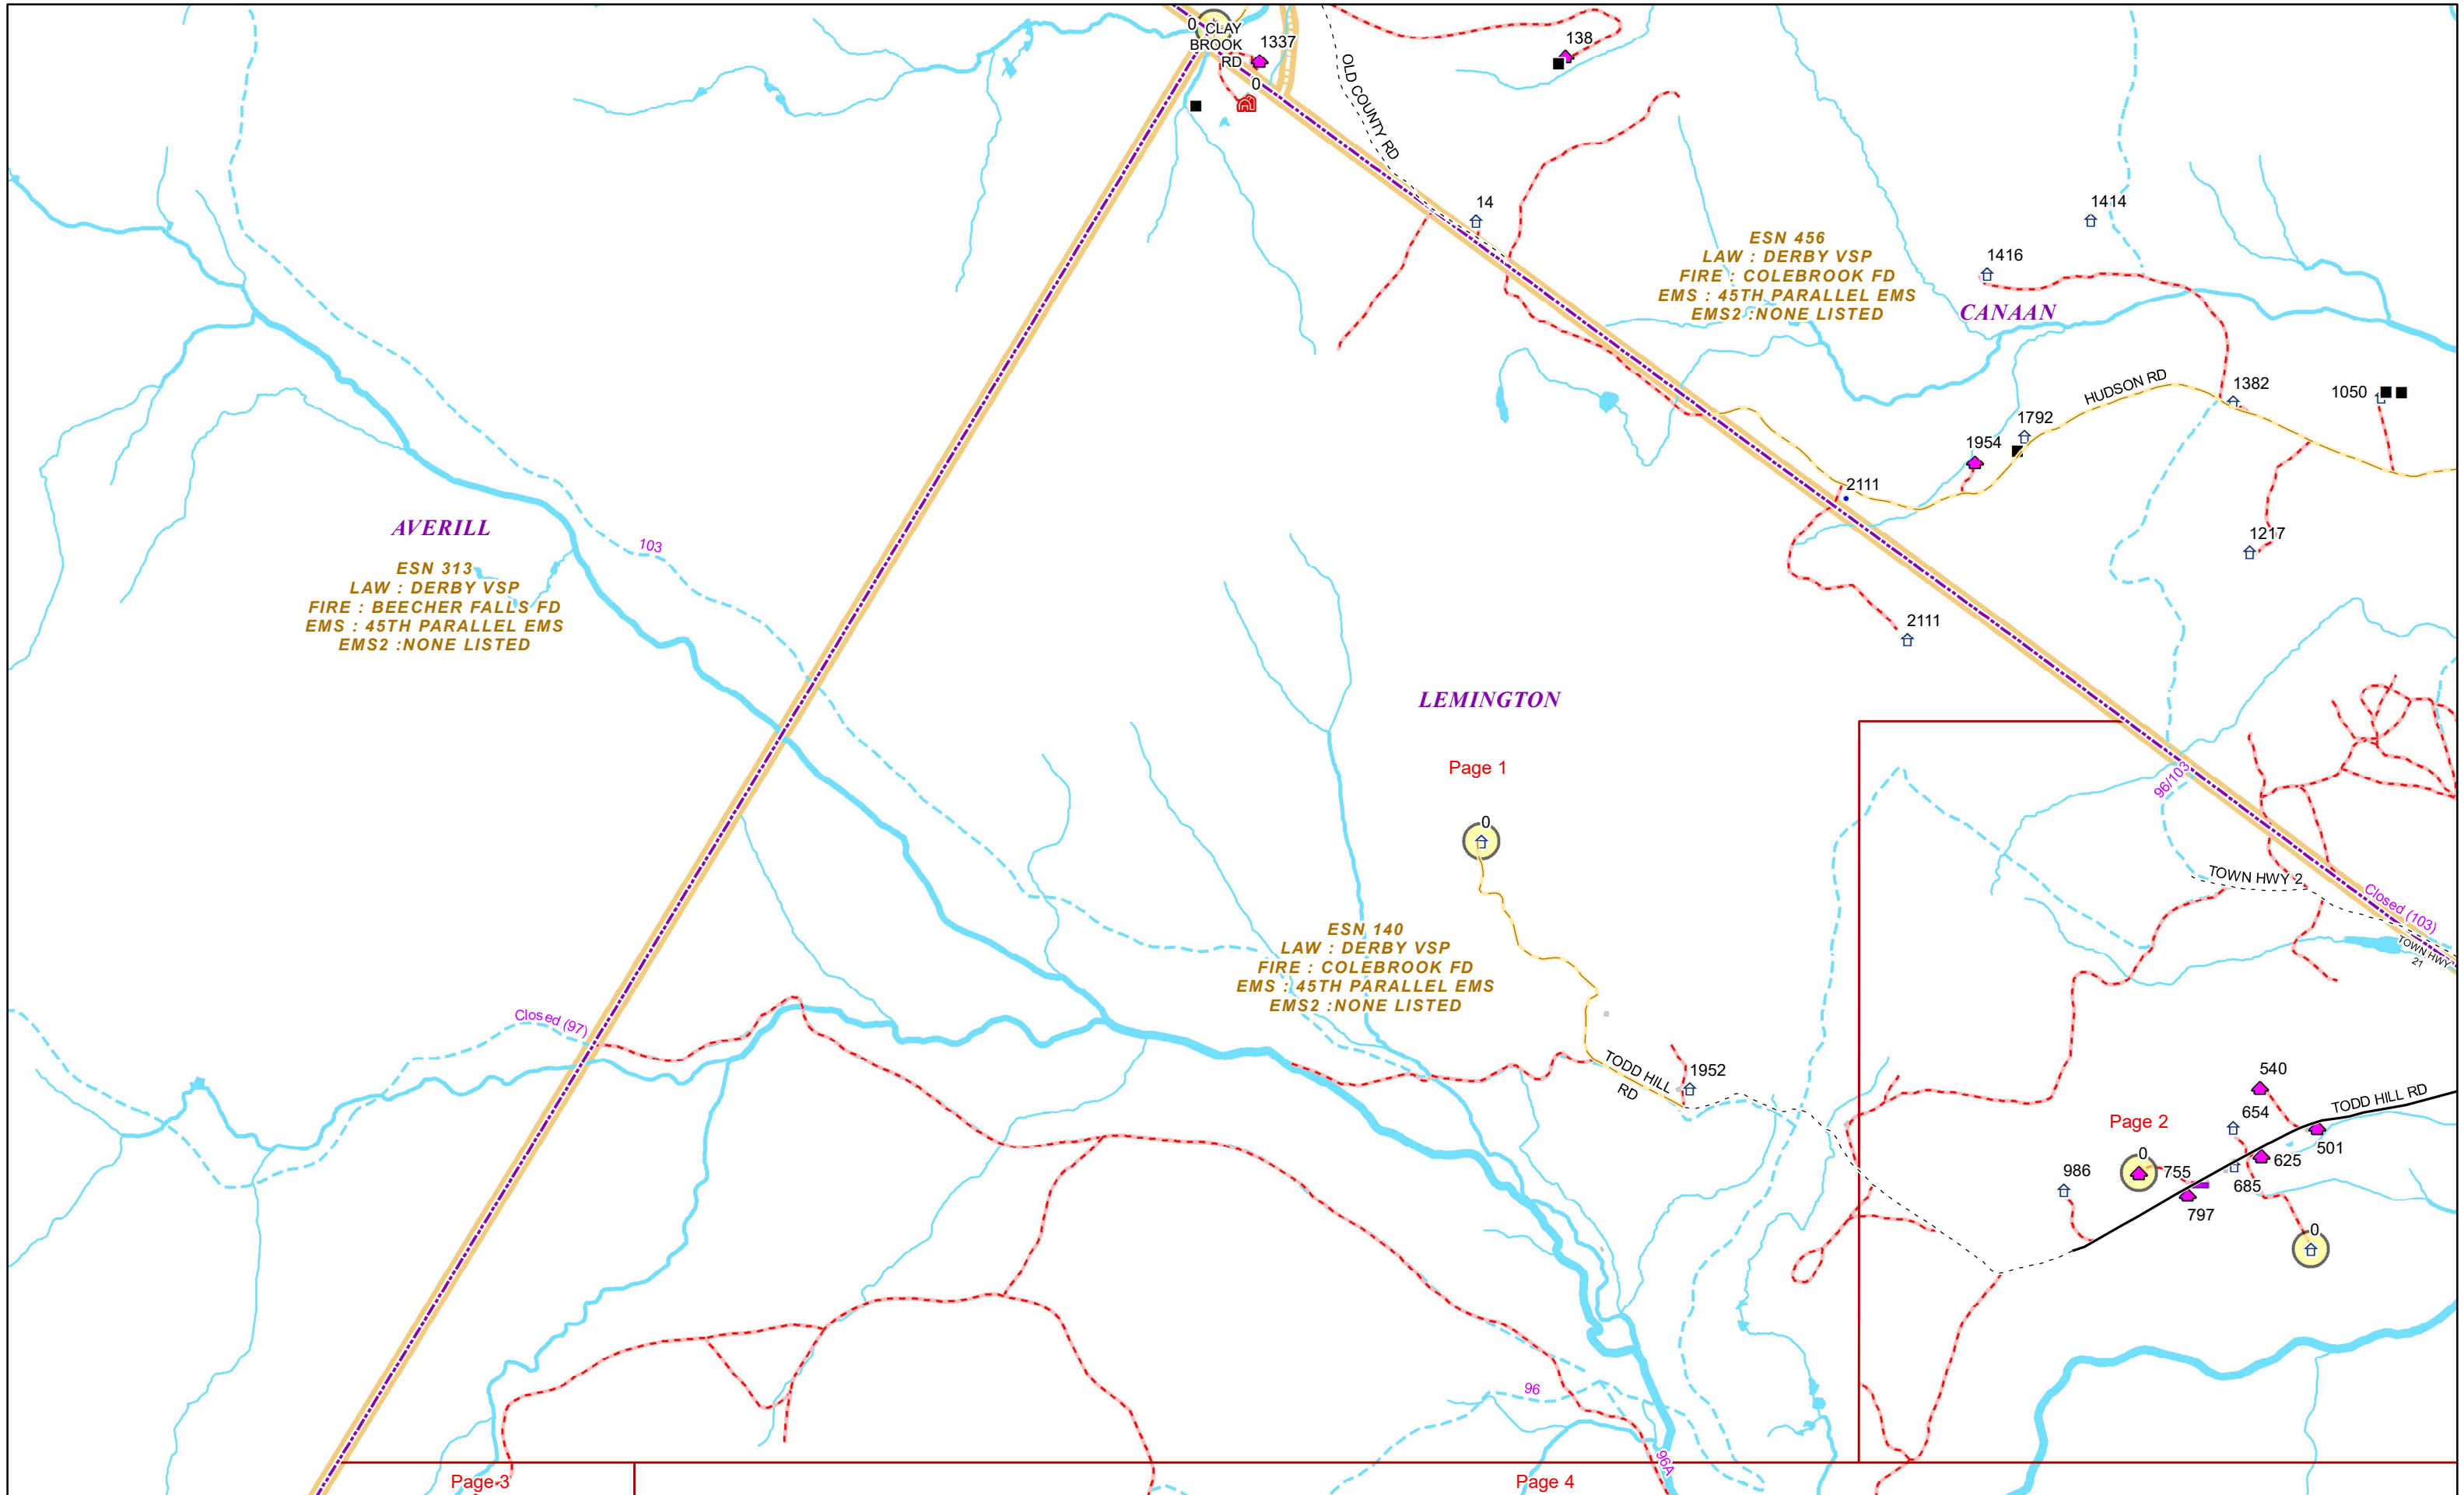 0
CLAY
BROOK
RD
1337
0
138
OLD COUNTY RD
14
1414
1416
ESN 456
LAW : DERBY VSP
FIRE : COLEBROOK FD
EMS : 45TH PARALLEL EMS
EMS2 :NONE LISTED
CANAAN
HUDSON RD
1382
1050
1792
1954
2111
1217
2111
AVERILL
103
ESN 313
LAW : DERBY VSP
FIRE : BEECHER FALLS FD
EMS : 45TH PARALLEL EMS
EMS2 :NONE LISTED
LEMINGTON
Page 1
0
96/103
TOWN HWY 2
Closed (103)
TOWN HWY
21
ESN 140
LAW : DERBY VSP
FIRE : COLEBROOK FD
EMS : 45TH PARALLEL EMS
EMS2 :NONE LISTED
Closed (97)
TODD HILL
RD
1952
540
654
TODD HILL RD
Page 2
501
0
755
625
986
685
797
0
96
96A
Page 3
Page 4